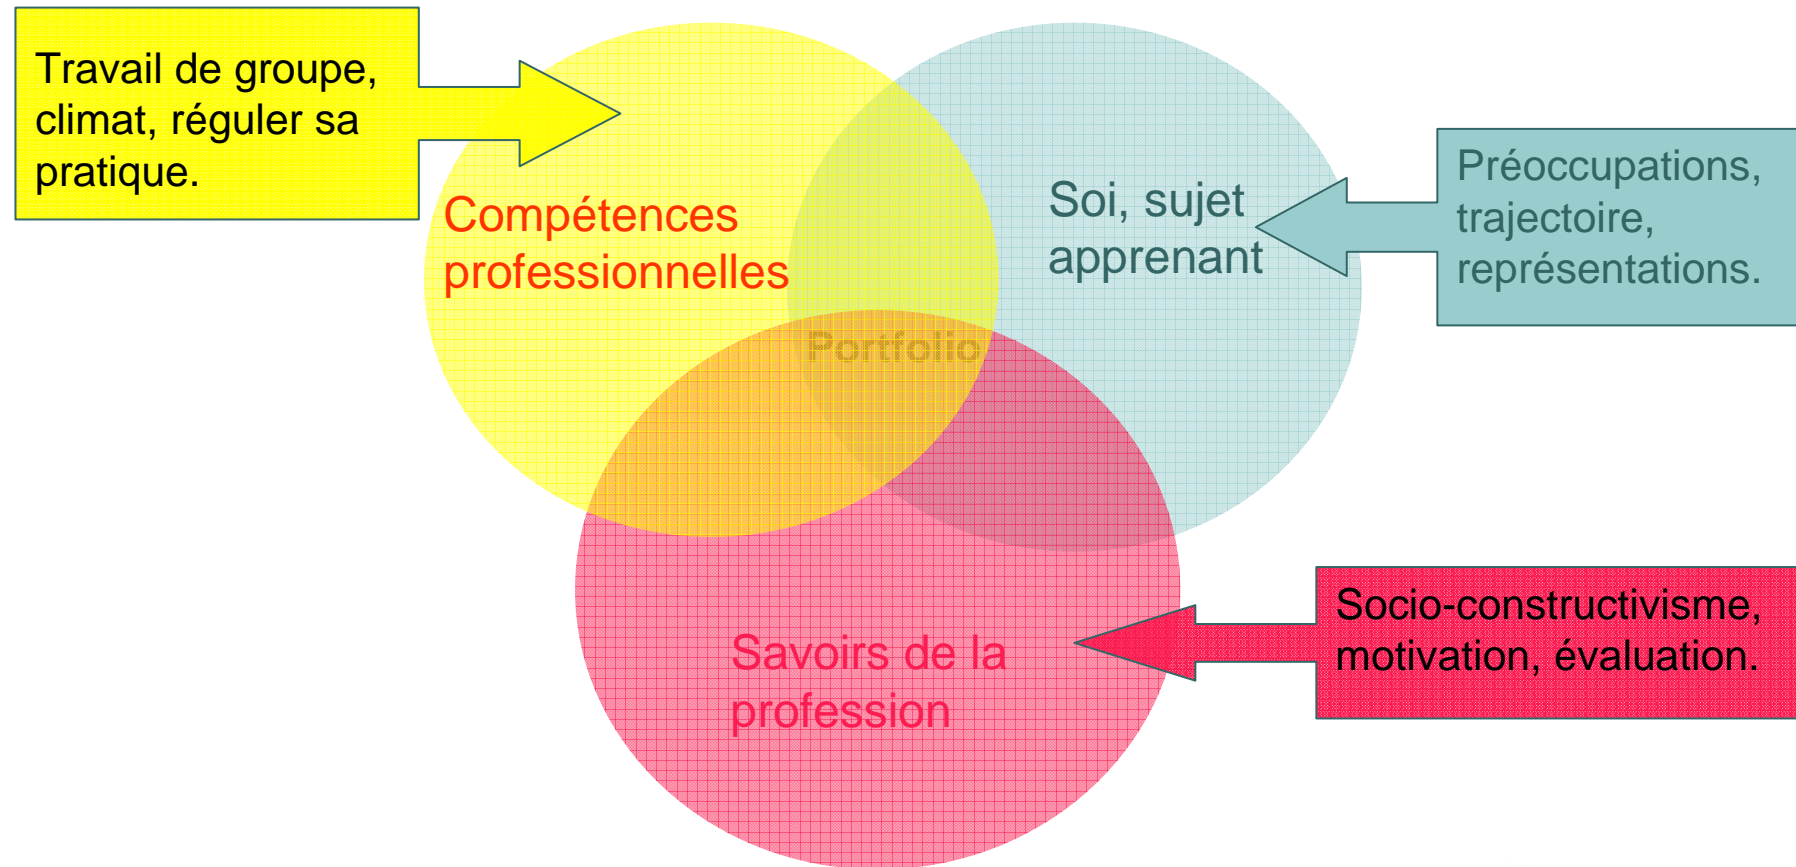 Travail de groupe,
climat, réguler sa
pratique.
Compétences
professionnelles
Soi, sujet
apprenant
Préoccupations,
trajectoire,
représentations.
Portfolio
Savoirs de la
profession
Socio-constructivisme,
motivation, évaluation.